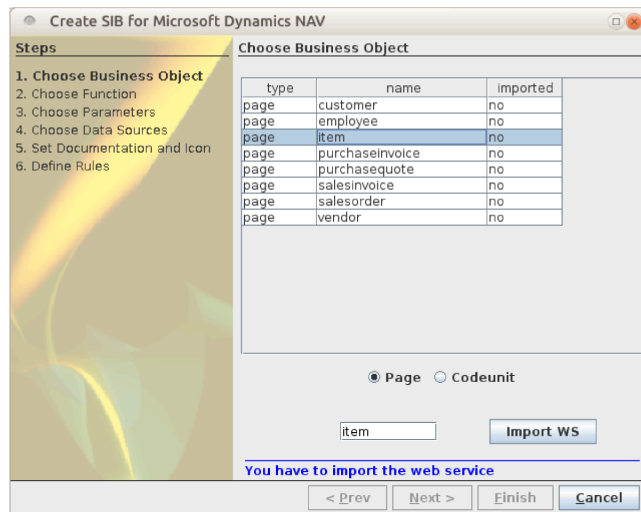 Create SIB for Microsoft Dynamics NAV
Steps
1. Choose Business Object
2. Choose Function
3. Choose Parameters
4. Choose Data Sources
5. Set Documentation and Icon
6. Define Rules
Choose Business Object
type name imported
page customer no
page employee no
page item no
page purchaseinvoice no
page purchasequote no
page salesinvoice no
page salesorder no
page vendor no
Page Codeunit
item Import WS
You have to import the web service
< Prev Next > Finish Cancel